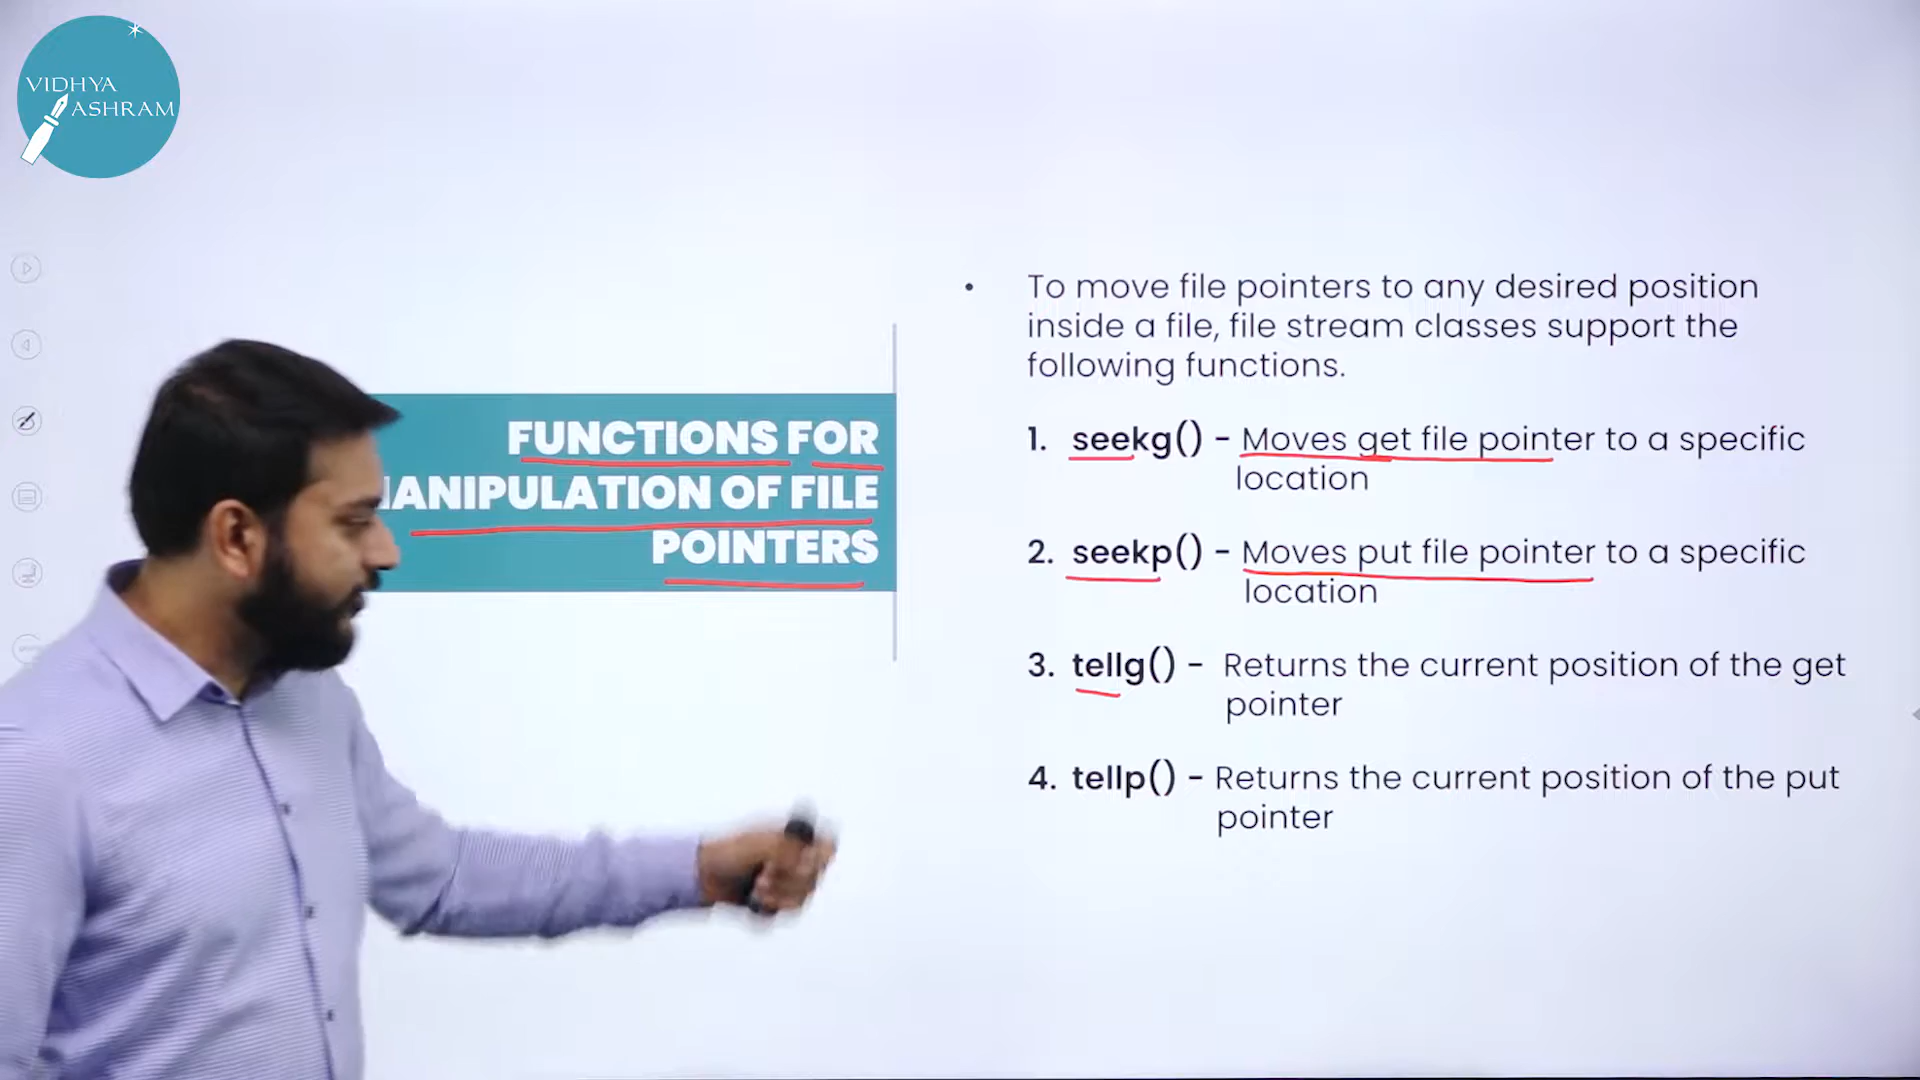 VIDHYA
ASHRAM
FUNCTIONS FOR
MANIPULATION OF FILE
POINTERS
• To move file pointers to any desired position
inside a file, file stream classes support the
following functions.
1. seekg() - Moves get file pointer to a specific
location
2. seekp() - Moves put file pointer to a specific
location
3. tellg() - Returns the current position of the get
pointer
4. tellp() - Returns the current position of the put
pointer